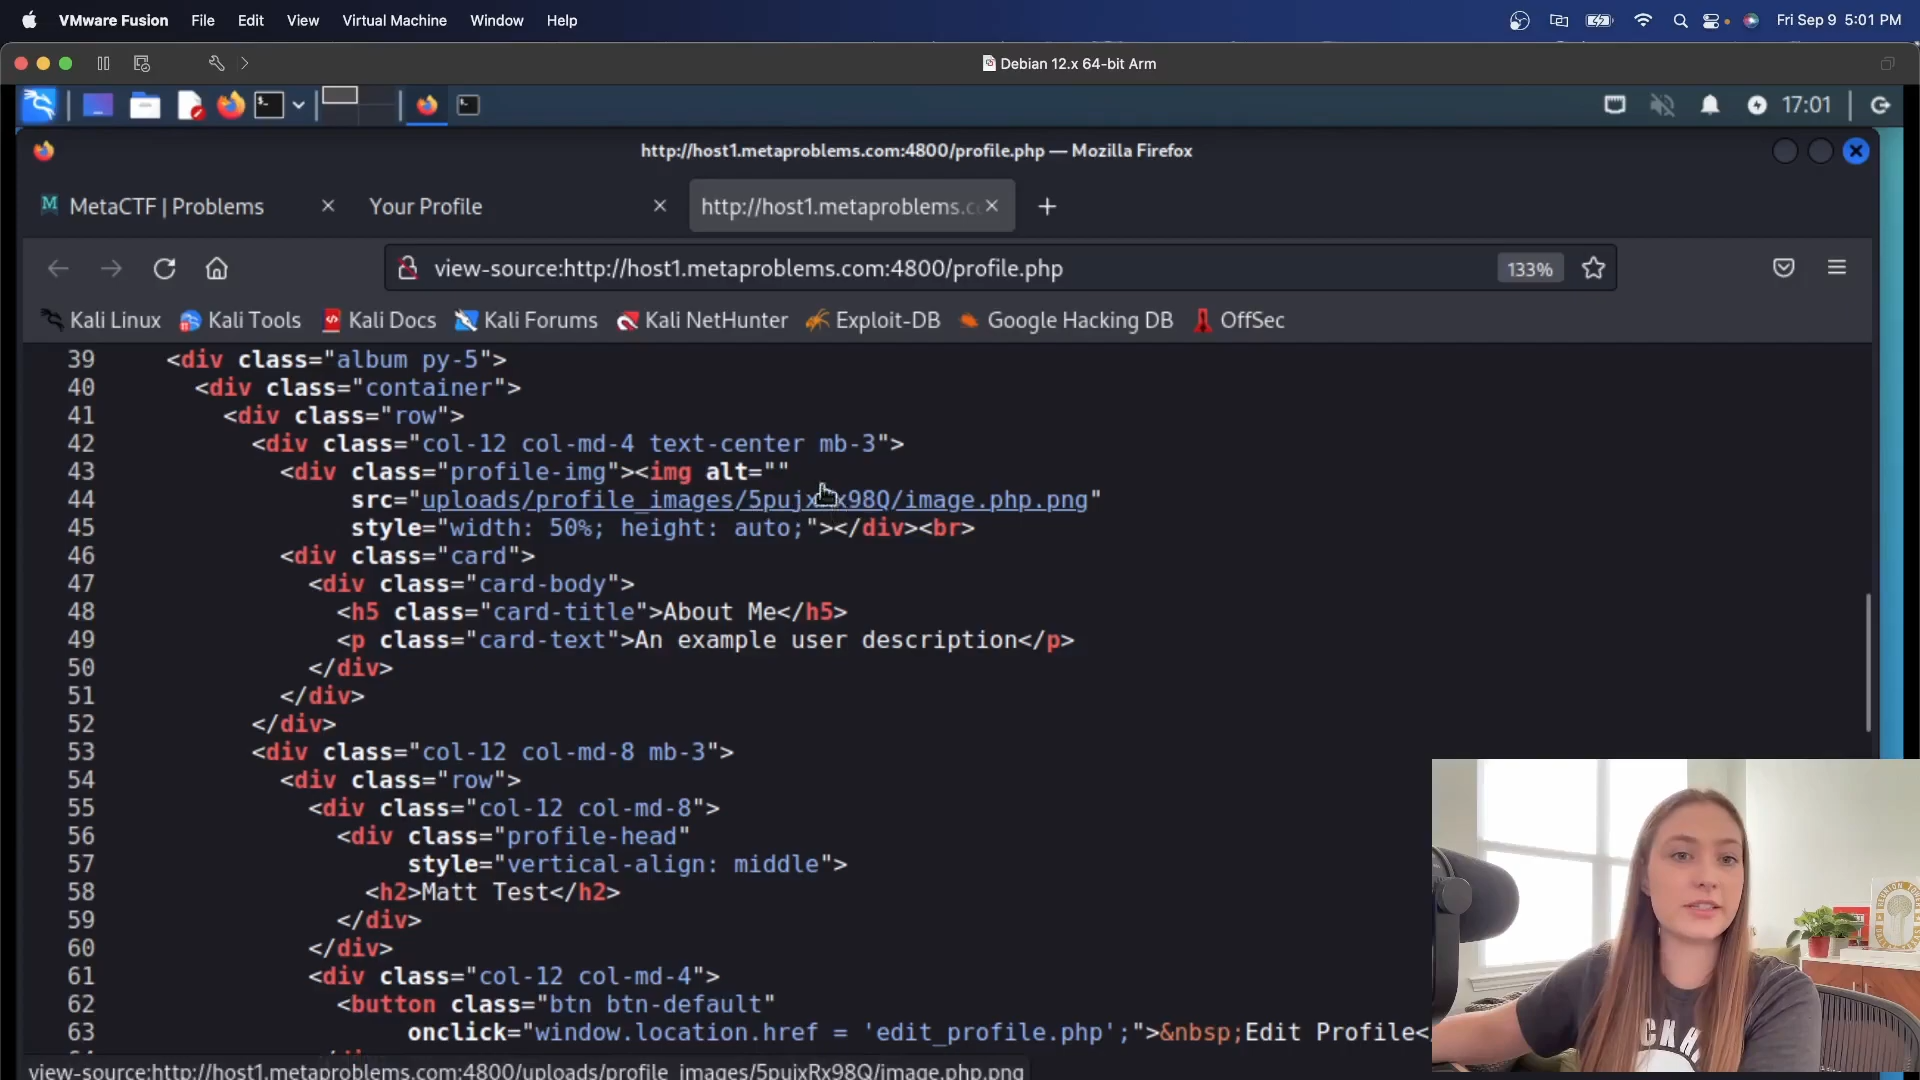 VMware Fusion File Edit View Virtual Machine Window Help Fri Sep 9 5:01 PM
Debian 12.x 64-bit Arm
17:01
http://host1.metaproblems.com:4800/profile.php — Mozilla Firefox
MetaCTF | Problems Your Profile http://host1.metaproblems.c
view-source:http://host1.metaproblems.com:4800/profile.php 133%
Kali Linux Kali Tools Kali Docs Kali Forums Kali NetHunter Exploit-DB Google Hacking DB OffSec
39 <div class="album py-5">
40 <div class="container">
41 <div class="row">
42 <div class="col-12 col-md-4 text-center mb-3">
43 <div class="profile-img"><img alt=""
44 src="uploads/profile_images/5pujxRx98Q/image.php.png"
45 style="width: 50%; height: auto;"></div><br>
46 <div class="card">
47 <div class="card-body">
48 <h5 class="card-title">About Me</h5>
49 <p class="card-text">An example user description</p>
50 </div>
51 </div>
52 </div>
53 <div class="col-12 col-md-8 mb-3">
54 <div class="row">
55 <div class="col-12 col-md-8">
56 <div class="profile-head"
57 style="vertical-align: middle">
58 <h2>Matt Test</h2>
59 </div>
60 </div>
61 <div class="col-12 col-md-4">
62 <button class="btn btn-default"
63 onclick="window.location.href = 'edit_profile.php';">&nbsp;Edit Profile<
view-source:http://host1.metaproblems.com:4800/uploads/profile_images/5pujxRx98Q/image.php.png